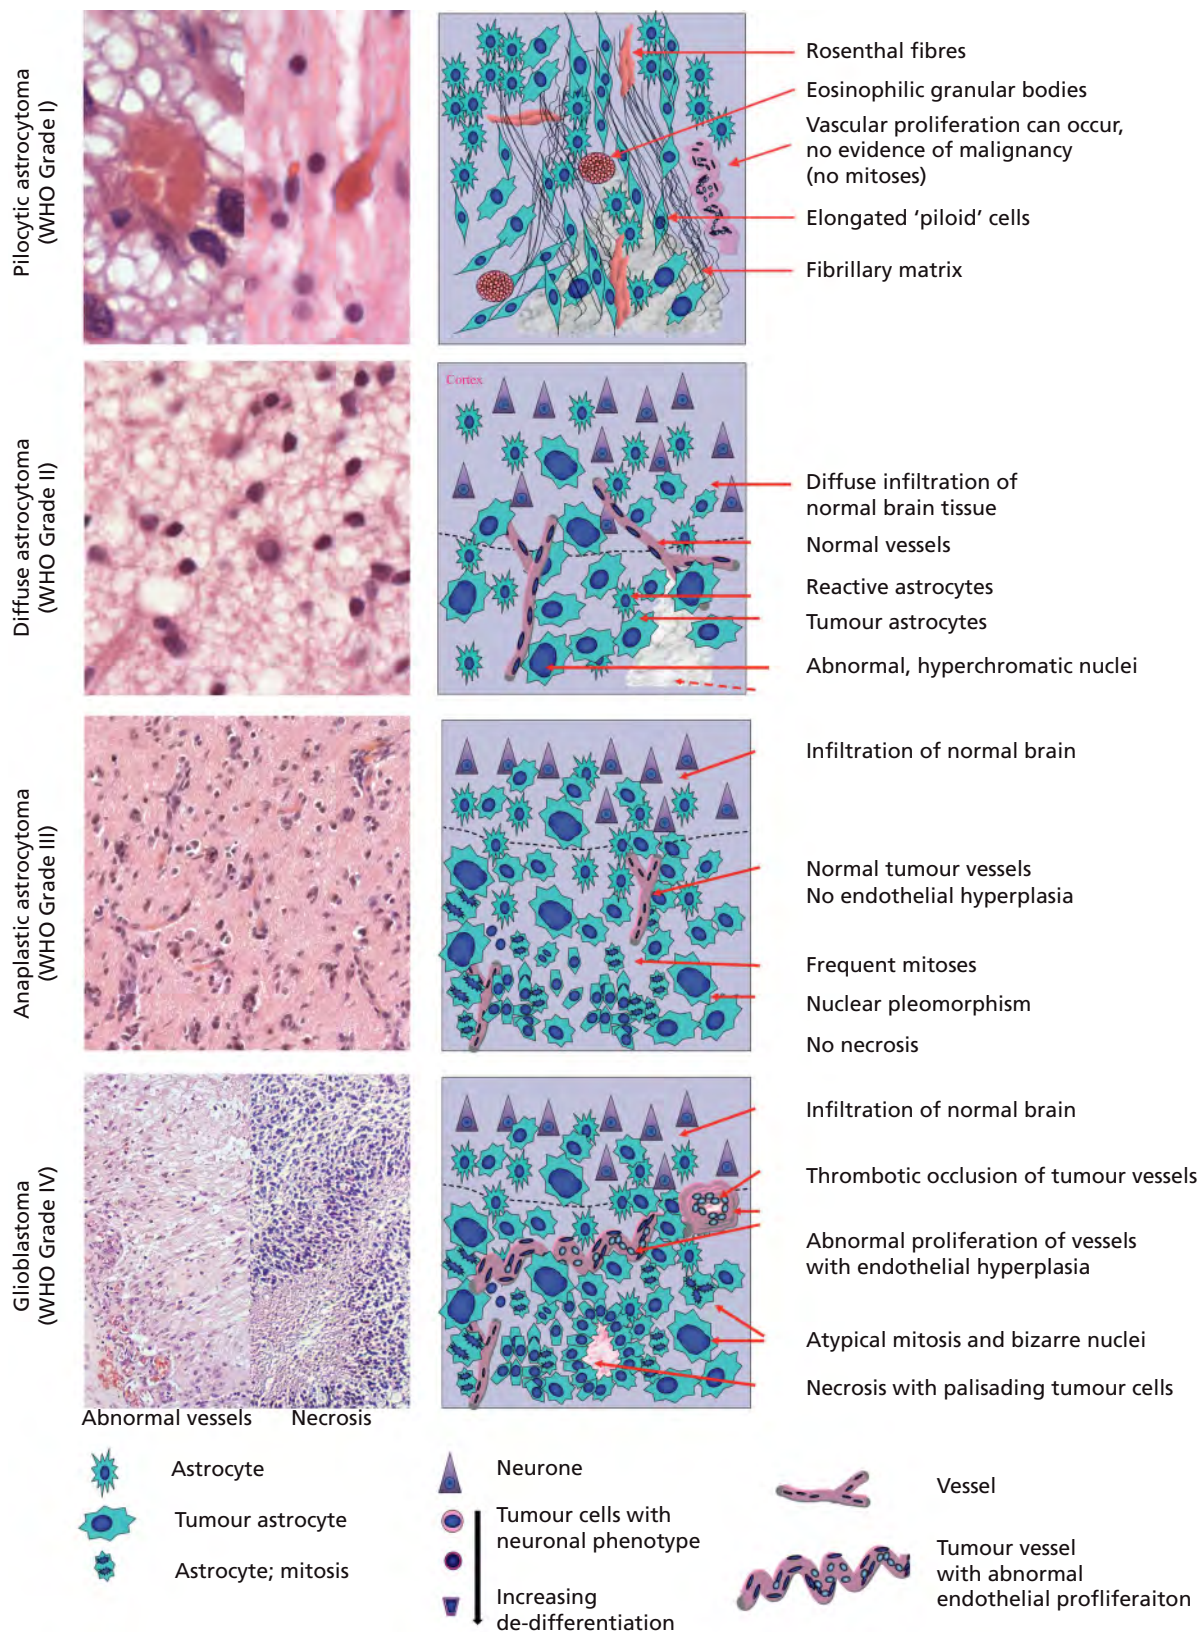 Pilocytic astrocytoma
(WHO Grade I)
Rosenthal fibres
Eosinophilic granular bodies
Vascular proliferation can occur,
no evidence of malignancy
(no mitoses)
Elongated ‘piloid’ cells
Fibrillary matrix
Diffuse astrocytoma
(WHO Grade II)
Cortex
Diffuse infiltration of
normal brain tissue
Normal vessels
Reactive astrocytes
Tumour astrocytes
Abnormal, hyperchromatic nuclei
Anaplastic astrocytoma
(WHO Grade III)
Infiltration of normal brain
Normal tumour vessels
No endothelial hyperplasia
Frequent mitoses
Nuclear pleomorphism
No necrosis
Glioblastoma
(WHO Grade IV)
Infiltration of normal brain
Thrombotic occlusion of tumour vessels
Abnormal proliferation of vessels
with endothelial hyperplasia
Atypical mitosis and bizarre nuclei
Necrosis with palisading tumour cells
Abnormal vessels
Necrosis
Astrocyte
Tumour astrocyte
Astrocyte; mitosis
Neurone
Tumour cells with
neuronal phenotype
Increasing
de-differentiation
Vessel
Tumour vessel
with abnormal
endothelial profliferaiton